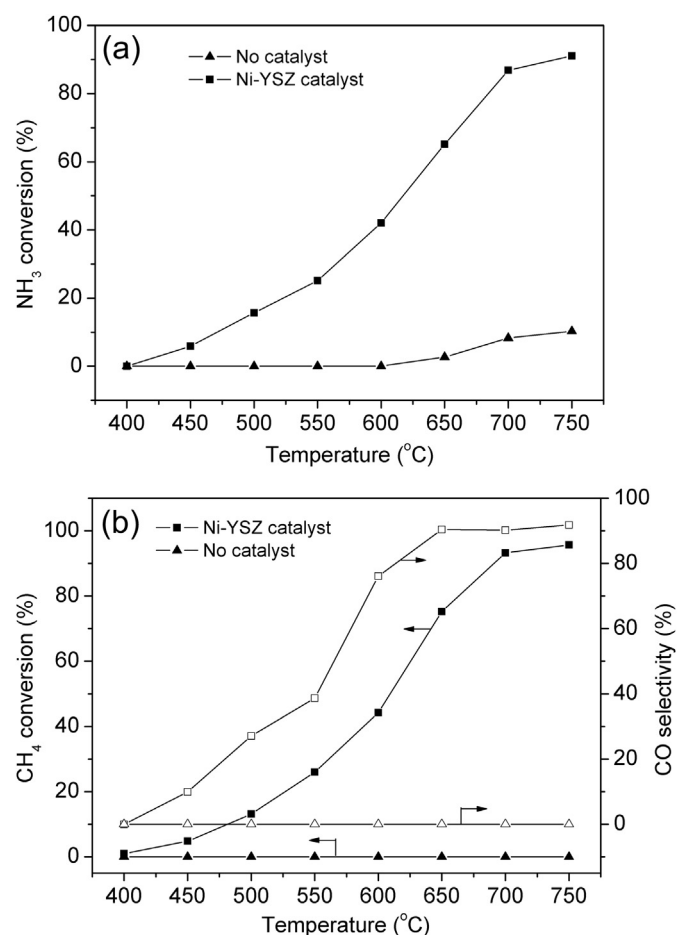 (a)
No catalyst
Ni-YSZ catalyst
NH3 conversion (%)
100
80
60
40
20
0
400 450 500 550 600 650 700 750
Temperature (oC)
(b)
Ni-YSZ catalyst
No catalyst
CH4 conversion (%)
100
80
60
40
20
0
100
80
60
40
20
0
CO selectivity (%)
400 450 500 550 600 650 700 750
Temperature (oC)